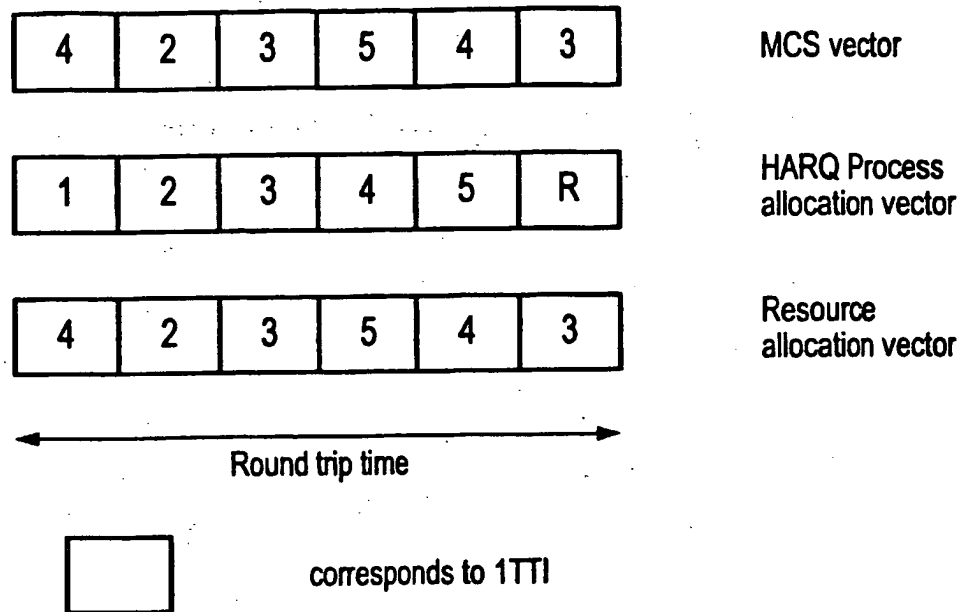 4 2 3 5 4 3 MCS vector
1 2 3 4 5 R HARQ Process
allocation vector
4 2 3 5 4 3 Resource
allocation vector
Round trip time
corresponds to 1TTI